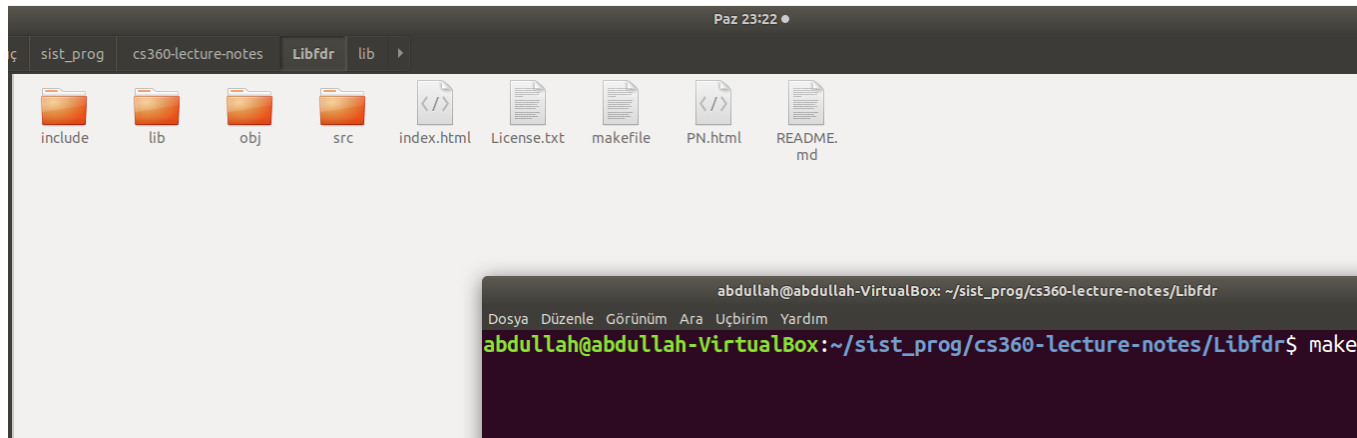 Paz 23:22
sist_prog cs360-lecture-notes Libfdr lib
include lib obj src index.html License.txt makefile PN.html README.
md
abdullah@abdullah-VirtualBox: ~/sist_prog/cs360-lecture-notes/Libfdr
Dosya Düzenle Görünüm Ara Uçbirim Yardım
abdullah@abdullah-VirtualBox:~/sist_prog/cs360-lecture-notes/Libfdr$ make